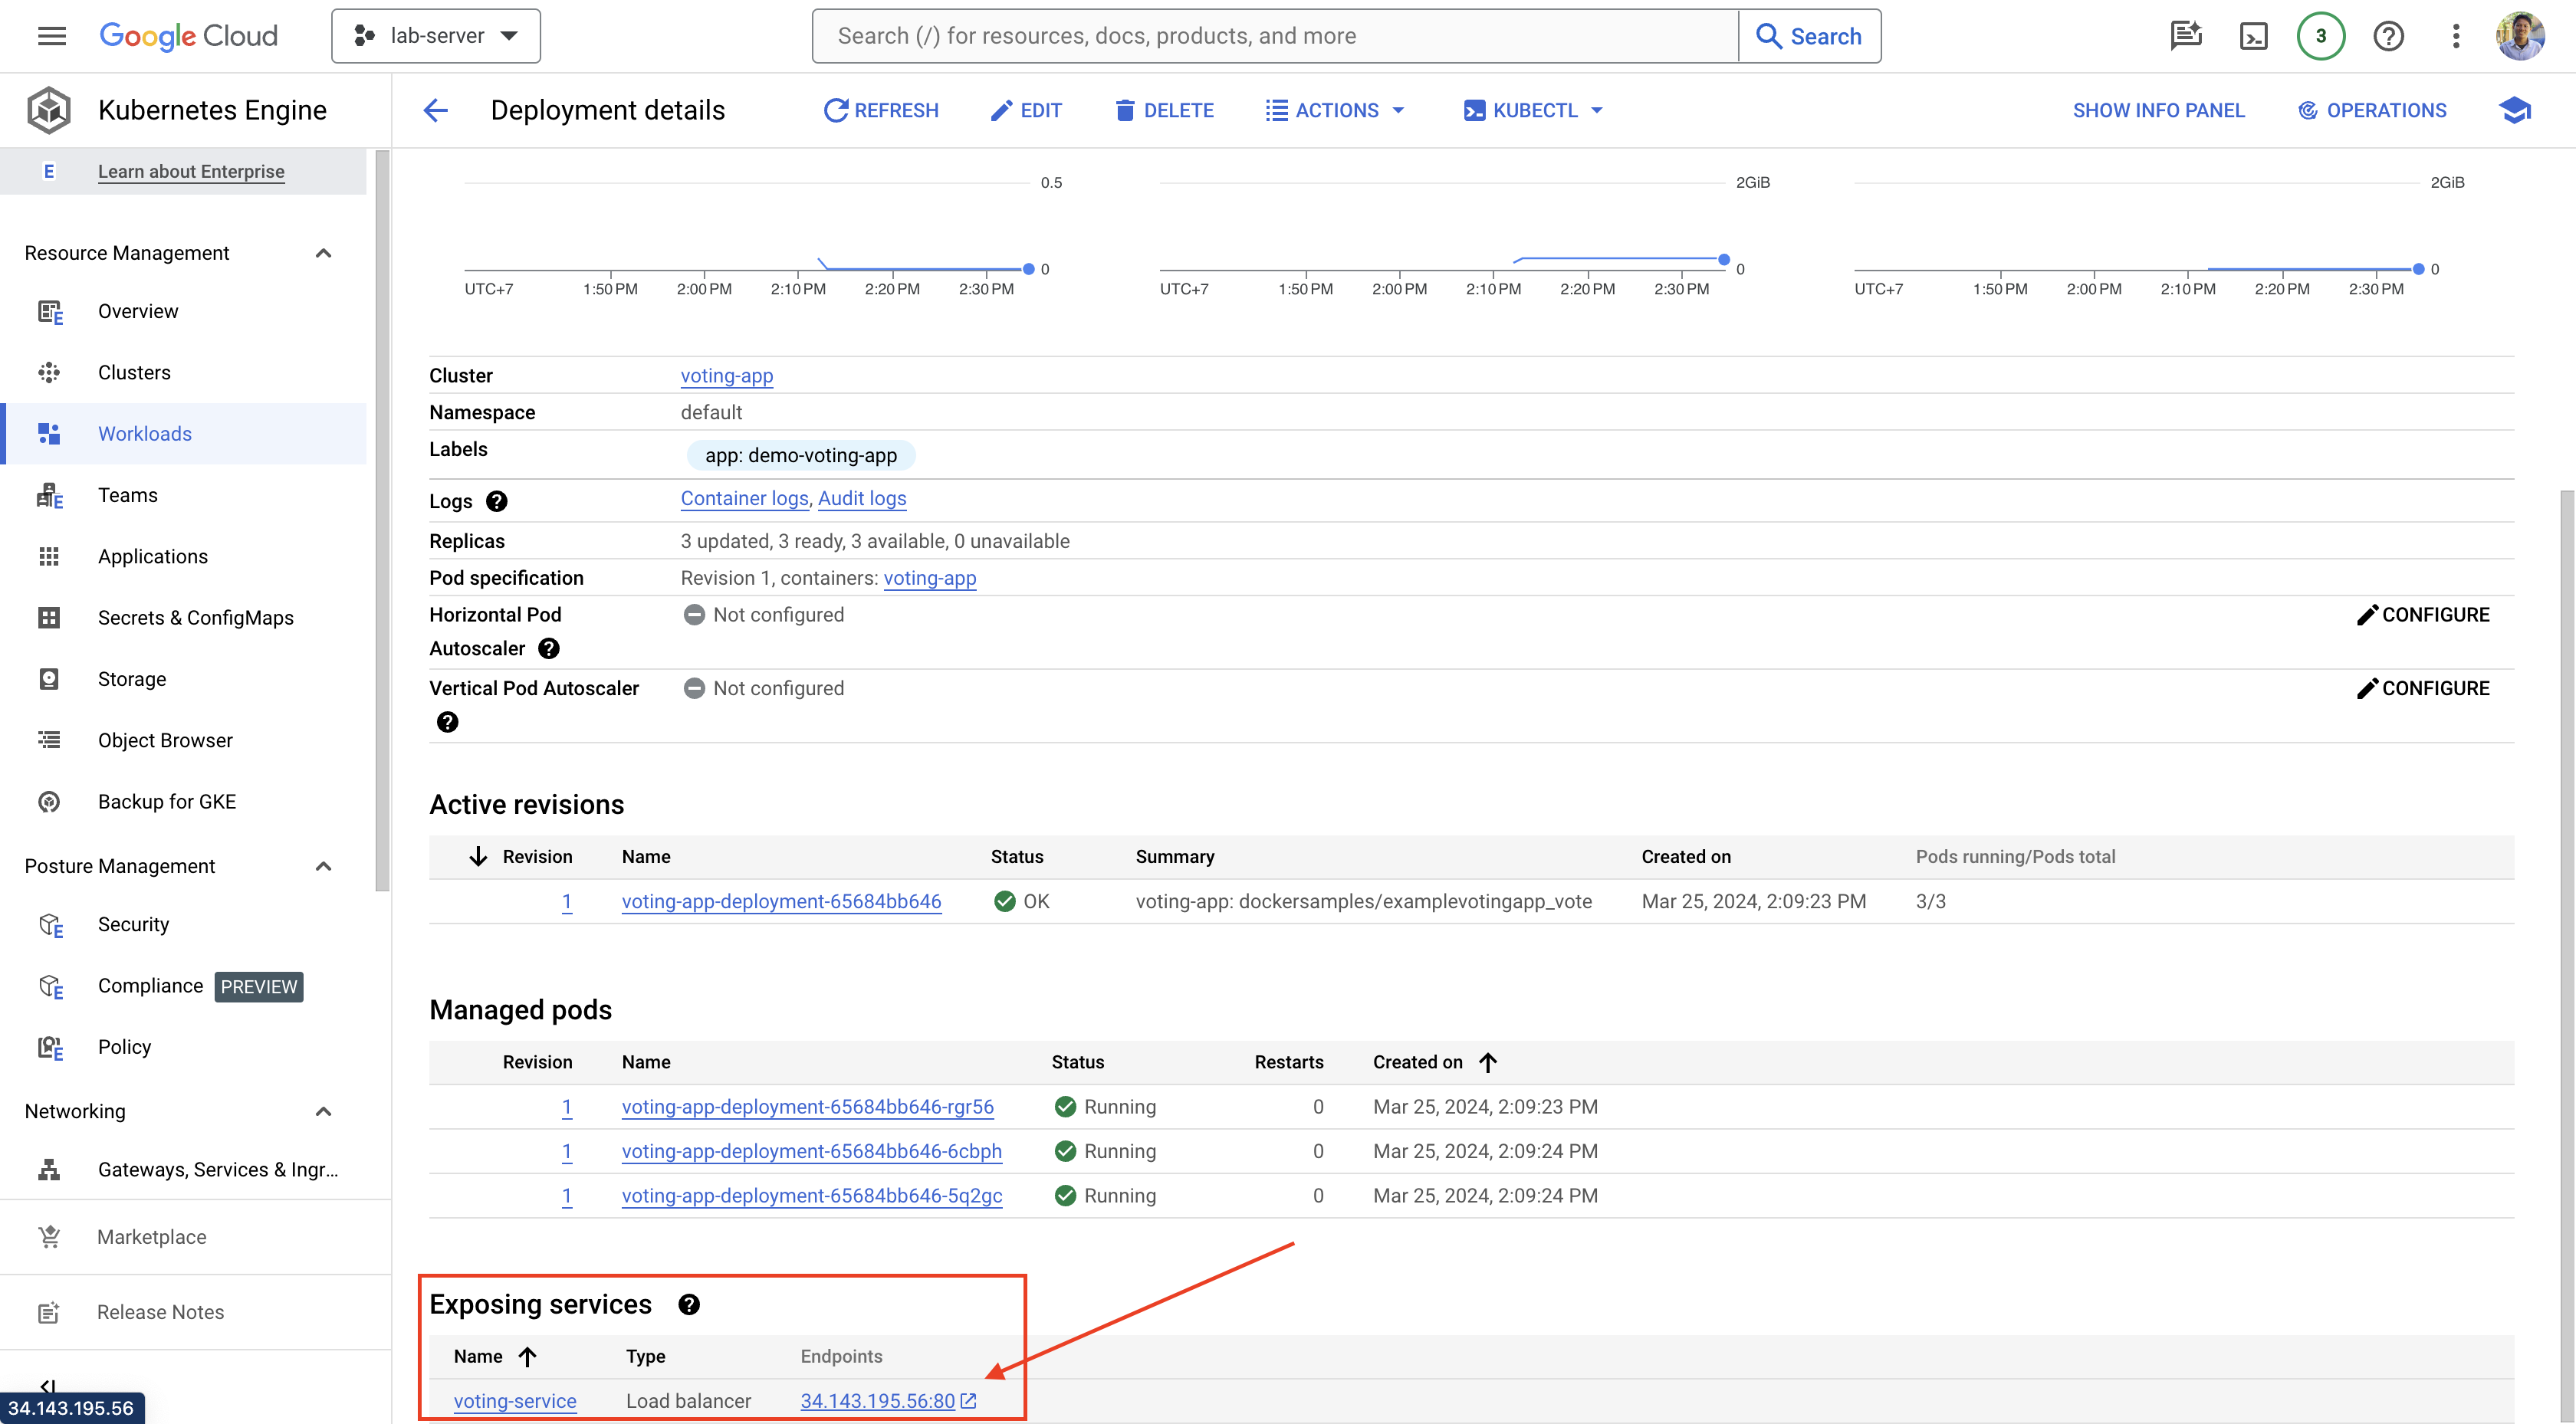 Google Cloud
lab-server
Search (/) for resources, docs, products, and more
Search
3
Kubernetes Engine
Deployment details
REFRESH
EDIT
DELETE
ACTIONS
KUBECTL
SHOW INFO PANEL
OPERATIONS
E
Learn about Enterprise
Resource Management
Overview
Clusters
Workloads
Teams
Applications
Secrets & ConfigMaps
Storage
Object Browser
Backup for GKE
Posture Management
Security
Compliance PREVIEW
Policy
Networking
Gateways, Services & Ingr...
Marketplace
Release Notes
34.143.195.56
0.5
0
UTC+7 1:50 PM 2:00 PM 2:10 PM 2:20 PM 2:30 PM
2GiB
0
UTC+7 1:50 PM 2:00 PM 2:10 PM 2:20 PM 2:30 PM
2GiB
0
UTC+7 1:50 PM 2:00 PM 2:10 PM 2:20 PM 2:30 PM
Cluster voting-app
Namespace default
Labels app: demo-voting-app
Logs Container logs, Audit logs
Replicas 3 updated, 3 ready, 3 available, 0 unavailable
Pod specification Revision 1, containers: voting-app
Horizontal Pod Not configured CONFIGURE
Autoscaler
Vertical Pod Autoscaler Not configured CONFIGURE
Active revisions
Revision Name Status Summary Created on Pods running/Pods total
1 voting-app-deployment-65684bb646 OK voting-app: dockersamples/examplevotingapp_vote Mar 25, 2024, 2:09:23 PM 3/3
Managed pods
Revision Name Status Restarts Created on
1 voting-app-deployment-65684bb646-rgr56 Running 0 Mar 25, 2024, 2:09:23 PM
1 voting-app-deployment-65684bb646-6cbph Running 0 Mar 25, 2024, 2:09:24 PM
1 voting-app-deployment-65684bb646-5q2gc Running 0 Mar 25, 2024, 2:09:24 PM
Exposing services
Name Type Endpoints
voting-service Load balancer 34.143.195.56:80